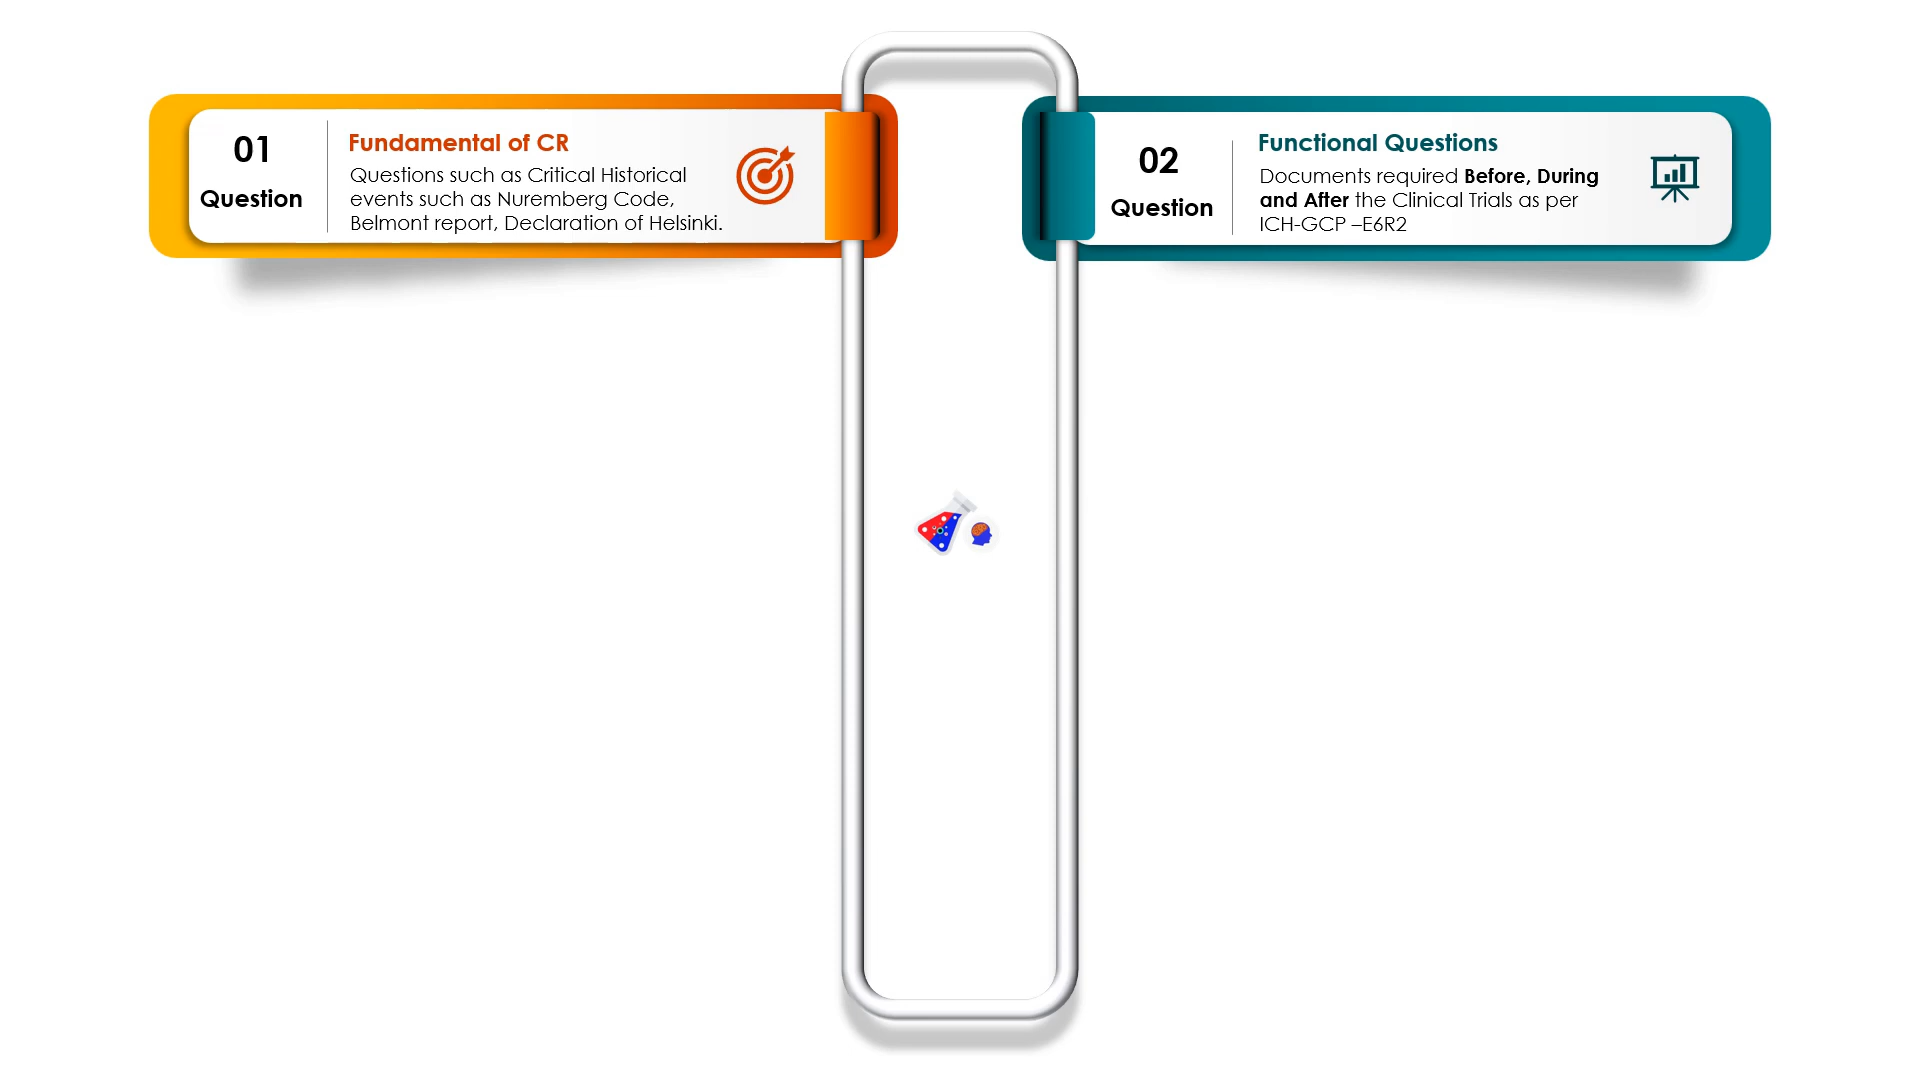 01
Question
Fundamental of CR
Questions such as Critical Historical
events such as Nuremberg Code,
Belmont report, Declaration of Helsinki.
02
Question
Functional Questions
Documents required Before, During
and After the Clinical Trials as per
ICH-GCP –E6R2